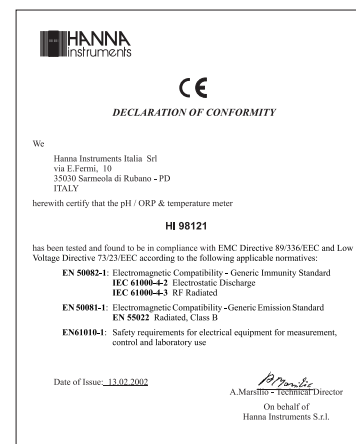 HANNA
instruments
CE
DECLARATION OF CONFORMITY
We
Hanna Instruments Italia Srl
via E.Fermi, 10
35030 Sarmeola di Rubano - PD
ITALY
herewith certify that the pH / ORP & temperature meter
HI 98121
has been tested and found to be in compliance with EMC Directive 89/336/EEC and Low
Voltage Directive 73/23/EEC according to the following applicable normatives:
EN 50082-1: Electromagnetic Compatibility - Generic Immunity Standard
IEC 61000-4-2 Electrostatic Discharge
IEC 61000-4-3 RF Radiated
EN 50081-1: Electromagnetic Compatibility - Generic Emission Standard
EN 55022 Radiated, Class B
EN61010-1: Safety requirements for electrical equipment for measurement,
control and laboratory use
Date of Issue: 13.02.2002
A.Marsilio
A.Marsilio - Technical Director
On behalf of
Hanna Instruments S.r.l.